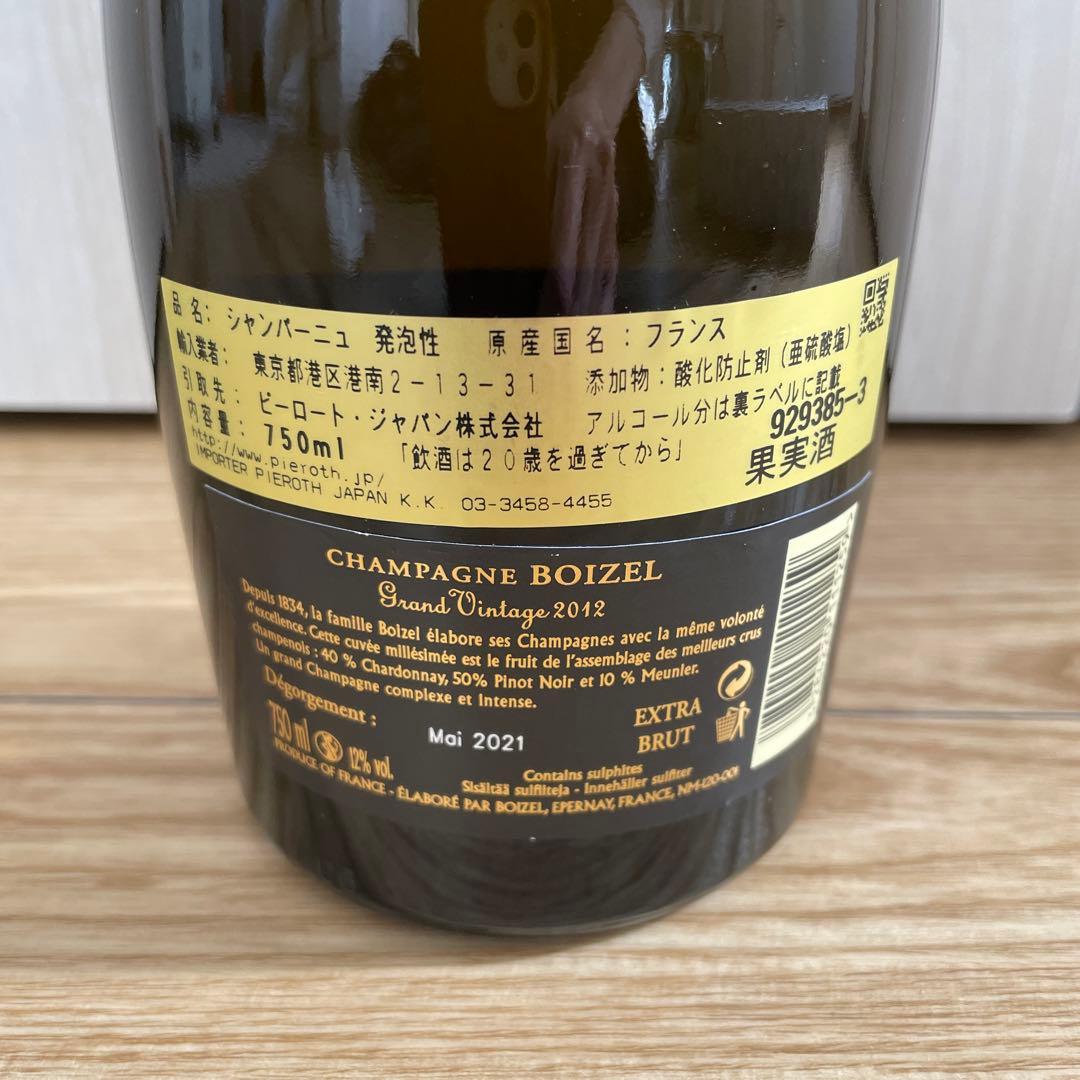 品名: シャンパーニュ 発泡性 原産国名:フランス
輸入業者: 東京都港区港南2-13-31 添加物:酸化防止剤(亜硫酸塩)
引取先: ピーロート・ジャパン株式会社 アルコール分は裏ラベルに記載
内容量: 750ml 「飲酒は20歳を過ぎてから」 929385-3
http://www.pieroth.jp/ 果実酒
IMPORTER PIEROTH JAPAN K.K. 03-3458-4455
CHAMPAGNE BOIZEL
Grand Vintage 2012
Depuis 1834, la famille Boizel élabore ses Champagnes avec la même volonté
d'excellence. Cette cuvée millésimée est le fruit de l'assemblage des meilleurs crus
champenois : 40 % Chardonnay, 50% Pinot Noir et 10 % Meunier.
Un grand Champagne complexe et intense.
Dégorgement :
Mai 2021
EXTRA
BRUT
750 ml 12% vol.
Contains sulphites
Sisältää sulfiitteja - Innehåller sulfiter
PRODUCE OF FRANCE - ÉLABORÉ PAR BOIZEL, EPERNAY, FRANCE, NM-120-001